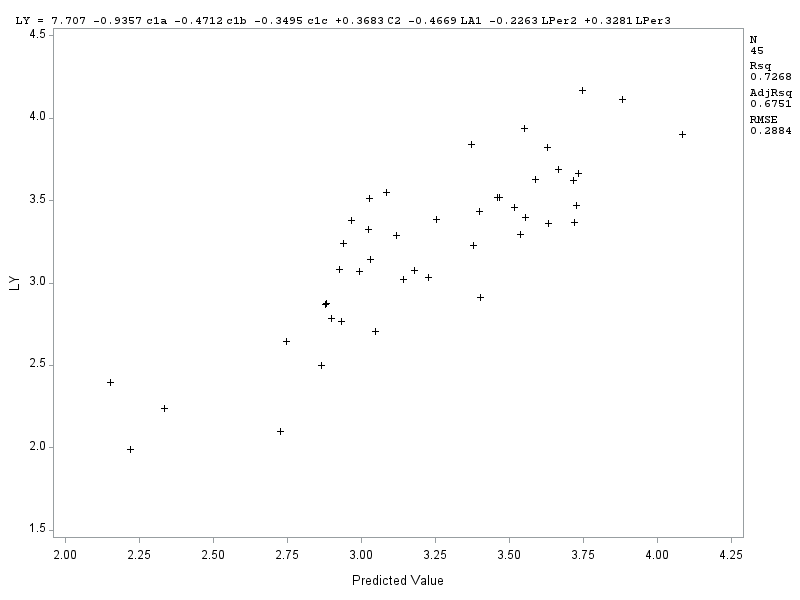 LY = 7.707 -0.9357 c1a -0.4712 c1b -0.3495 c1c +0.3683 C2 -0.4669 LA1 -0.2263 LPer2 +0.3281 LPer3
N
45
Rsq
0.7268
AdjRsq
0.6751
RMSE
0.2884
4.5
4.0
3.5
3.0
2.5
2.0
1.5
LY
2.00 2.25 2.50 2.75 3.00 3.25 3.50 3.75 4.00 4.25
Predicted Value